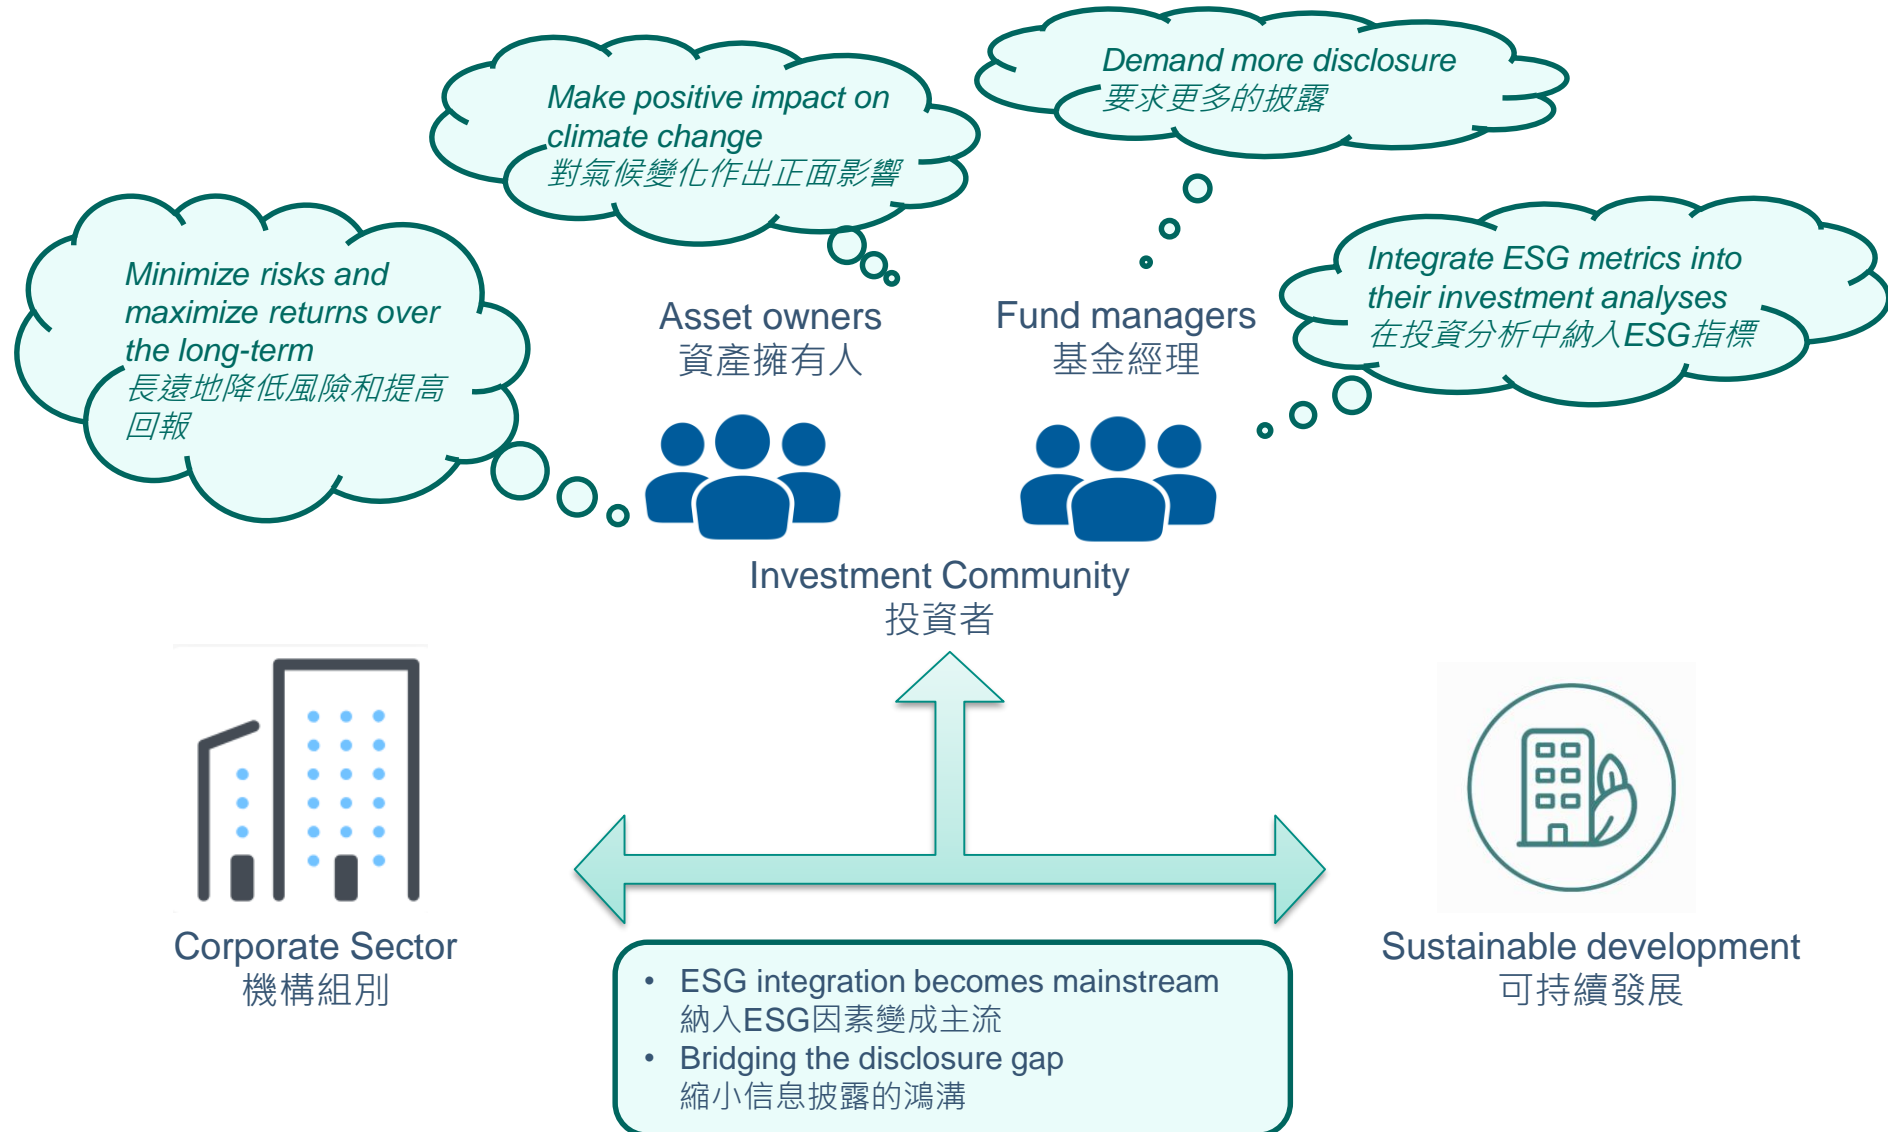 Demand more disclosure
要求更多的披露
Make positive impact on
climate change
對氣候變化作出正面影響
Minimize risks and
maximize returns over
the long-term
長遠地降低風險和提高
回報
Integrate ESG metrics into
their investment analyses
在投資分析中納入ESG指標
Asset owners
資產擁有人
Fund managers
基金經理
Investment Community
投資者
Corporate Sector
機構組別
Sustainable development
可持續發展
• ESG integration becomes mainstream
納入ESG因素變成主流
• Bridging the disclosure gap
縮小信息披露的鴻溝